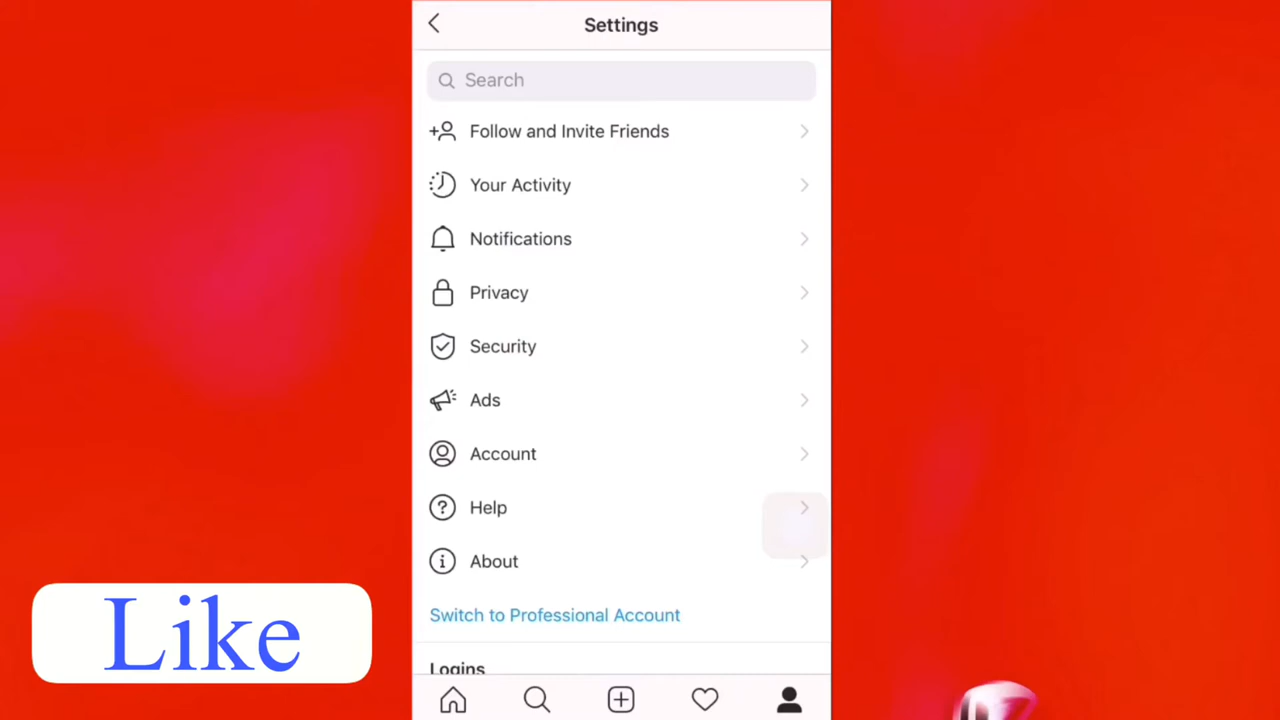 Settings
Search
Follow and Invite Friends
Your Activity
Notifications
Privacy
Security
Ads
Account
Help
About
Switch to Professional Account
Logins
Like